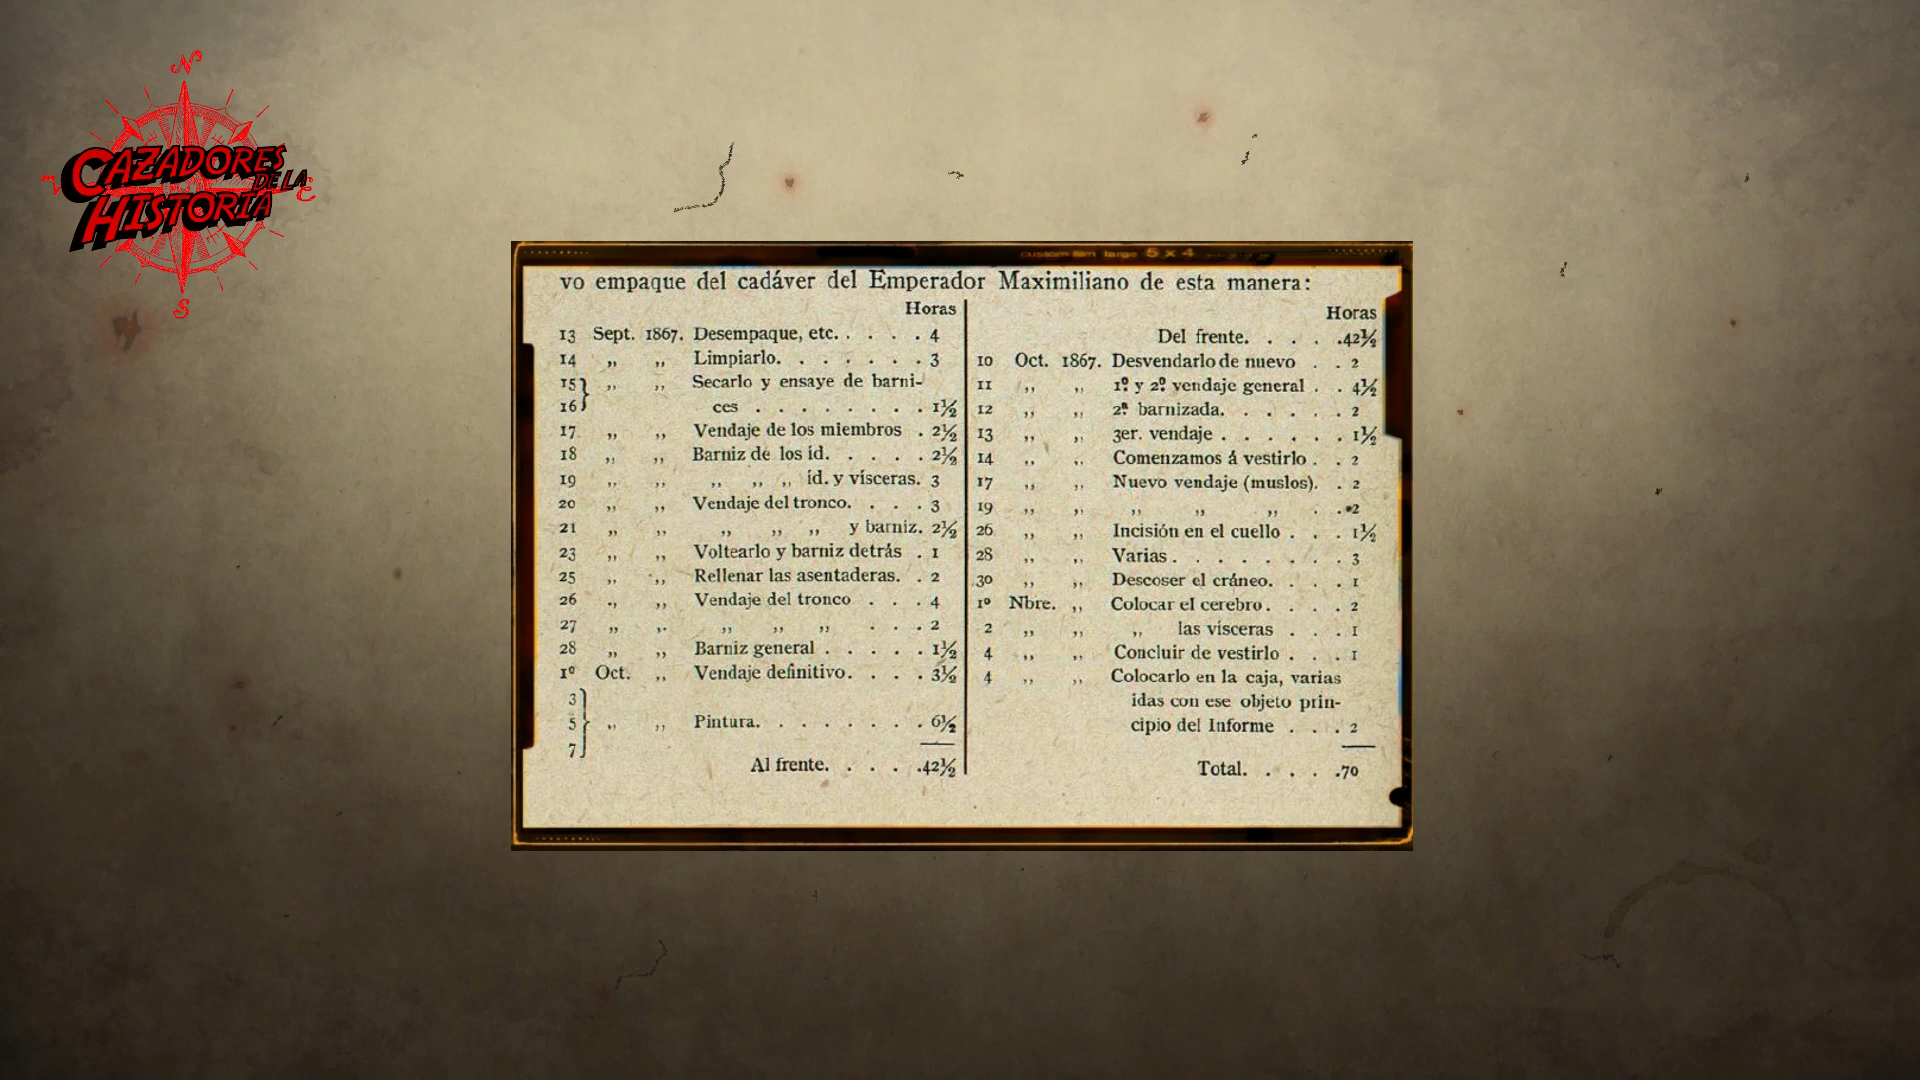 N
CAZADORES
DE LA
HISTORIA
E
S
custom film large 5 x 4
vo empaque del cadáver del Emperador Maximiliano de esta manera:
Horas
13 Sept. 1867. Desempaque, etc. . . . . 4
14 ,, ,, Limpiarlo. . . . . . . 3
15 } ,, ,, Secarlo y ensaye de barni-
16 } ces . . . . . . . . 1½
17 ,, ,, Vendaje de los miembros . 2½
18 ,, ,, Barniz de los id. . . . . 2½
19 ,, ,, ,, ,, ,, id. y vísceras. 3
20 ,, ,, Vendaje del tronco. . . . 3
21 ,, ,, ,, ,, ,, y barniz. 2½
23 ,, ,, Voltearlo y barniz detrás . 1
25 ,, ,, Rellenar las asentaderas. . 2
26 ,, ,, Vendaje del tronco . . . 4
27 ,, ,, ,, ,, ,, . . . 2
28 ,, ,, Barniz general . . . . . 1½
1º Oct. ,, Vendaje definitivo. . . . 3½
3 }
5 } ,, ,, Pintura. . . . . . . . 6½
7 }
Al frente. . . . .42½
Horas
Del frente. . . . .42½
10 Oct. 1867. Desvendarlo de nuevo . . 2
11 ,, ,, 1º y 2º vendaje general . . 4½
12 ,, ,, 2ª barnizada. . . . . . 2
13 ,, ,, 3er. vendaje . . . . . . 1½
14 ,, ,, Comenzamos á vestirlo . . 2
17 ,, ,, Nuevo vendaje (muslos). . 2
19 ,, ,, ,, ,, ,, . . 2
26 ,, ,, Incisión en el cuello . . . 1½
28 ,, ,, Varias . . . . . . . . 3
30 ,, ,, Descoser el cráneo. . . . 1
1º Nbre. ,, Colocar el cerebro . . . . 2
2 ,, ,, ,, las vísceras . . . 1
4 ,, ,, Concluir de vestirlo . . . 1
4 ,, ,, Colocarlo en la caja, varias
idas con ese objeto prin-
cipio del Informe . . . 2
Total. . . . .70